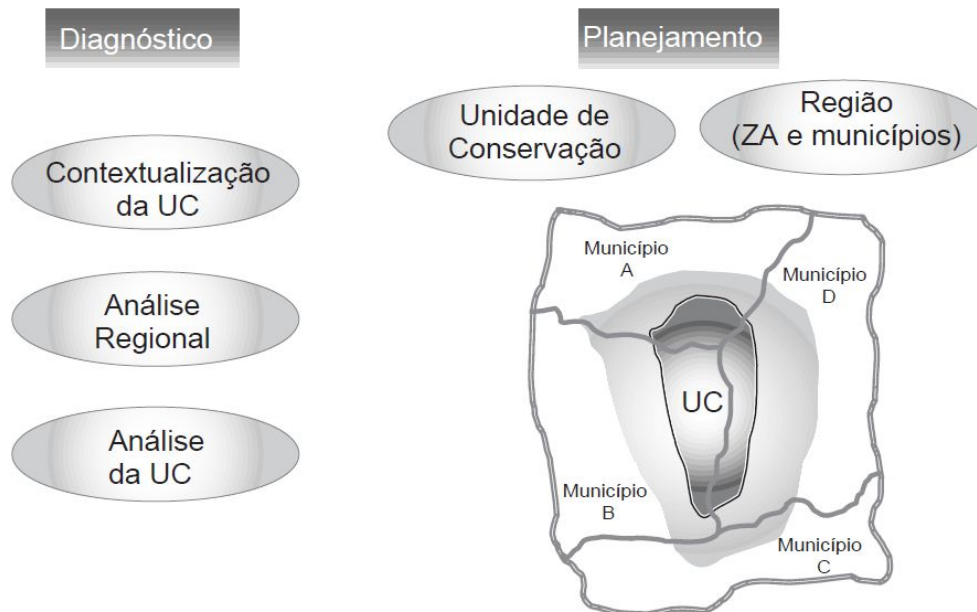 Diagnóstico
Contextualização
da UC
Análise
Regional
Análise
da UC
Planejamento
Unidade de
Conservação
Região
(ZA e municípios)
Município
A
Município
D
UC
Município
B
Município
C